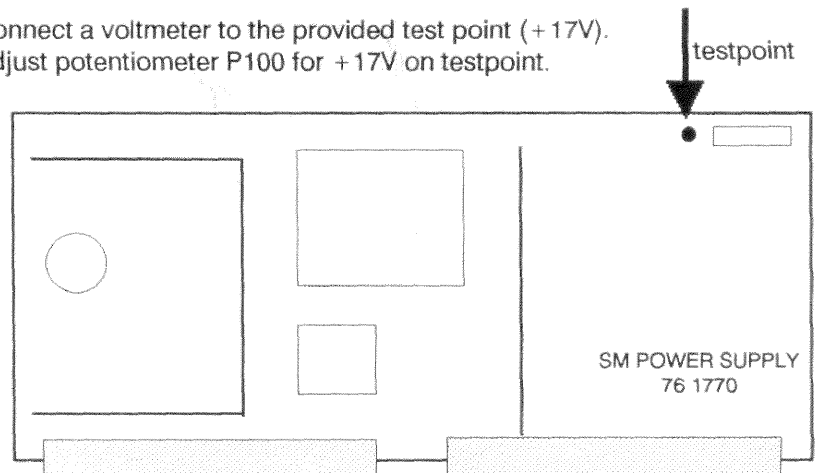 onnect a voltmeter to the provided test point (+17V).
djust potentiometer P100 for +17V on testpoint.
testpoint
SM POWER SUPPLY
76 1770